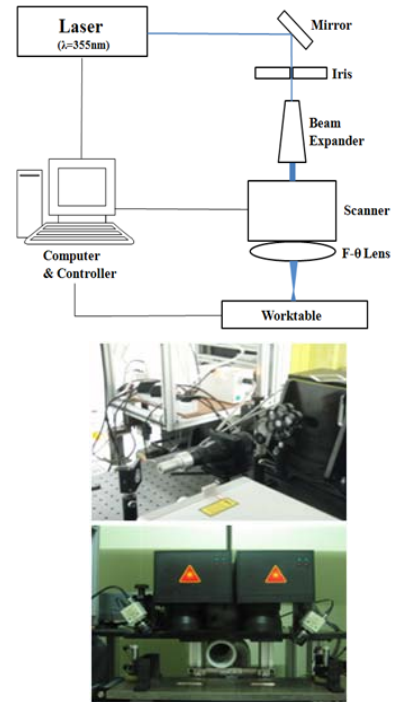 Laser
(λ=355nm)
Mirror
Iris
Beam
Expander
Scanner
F-θ Lens
Computer
& Controller
Worktable